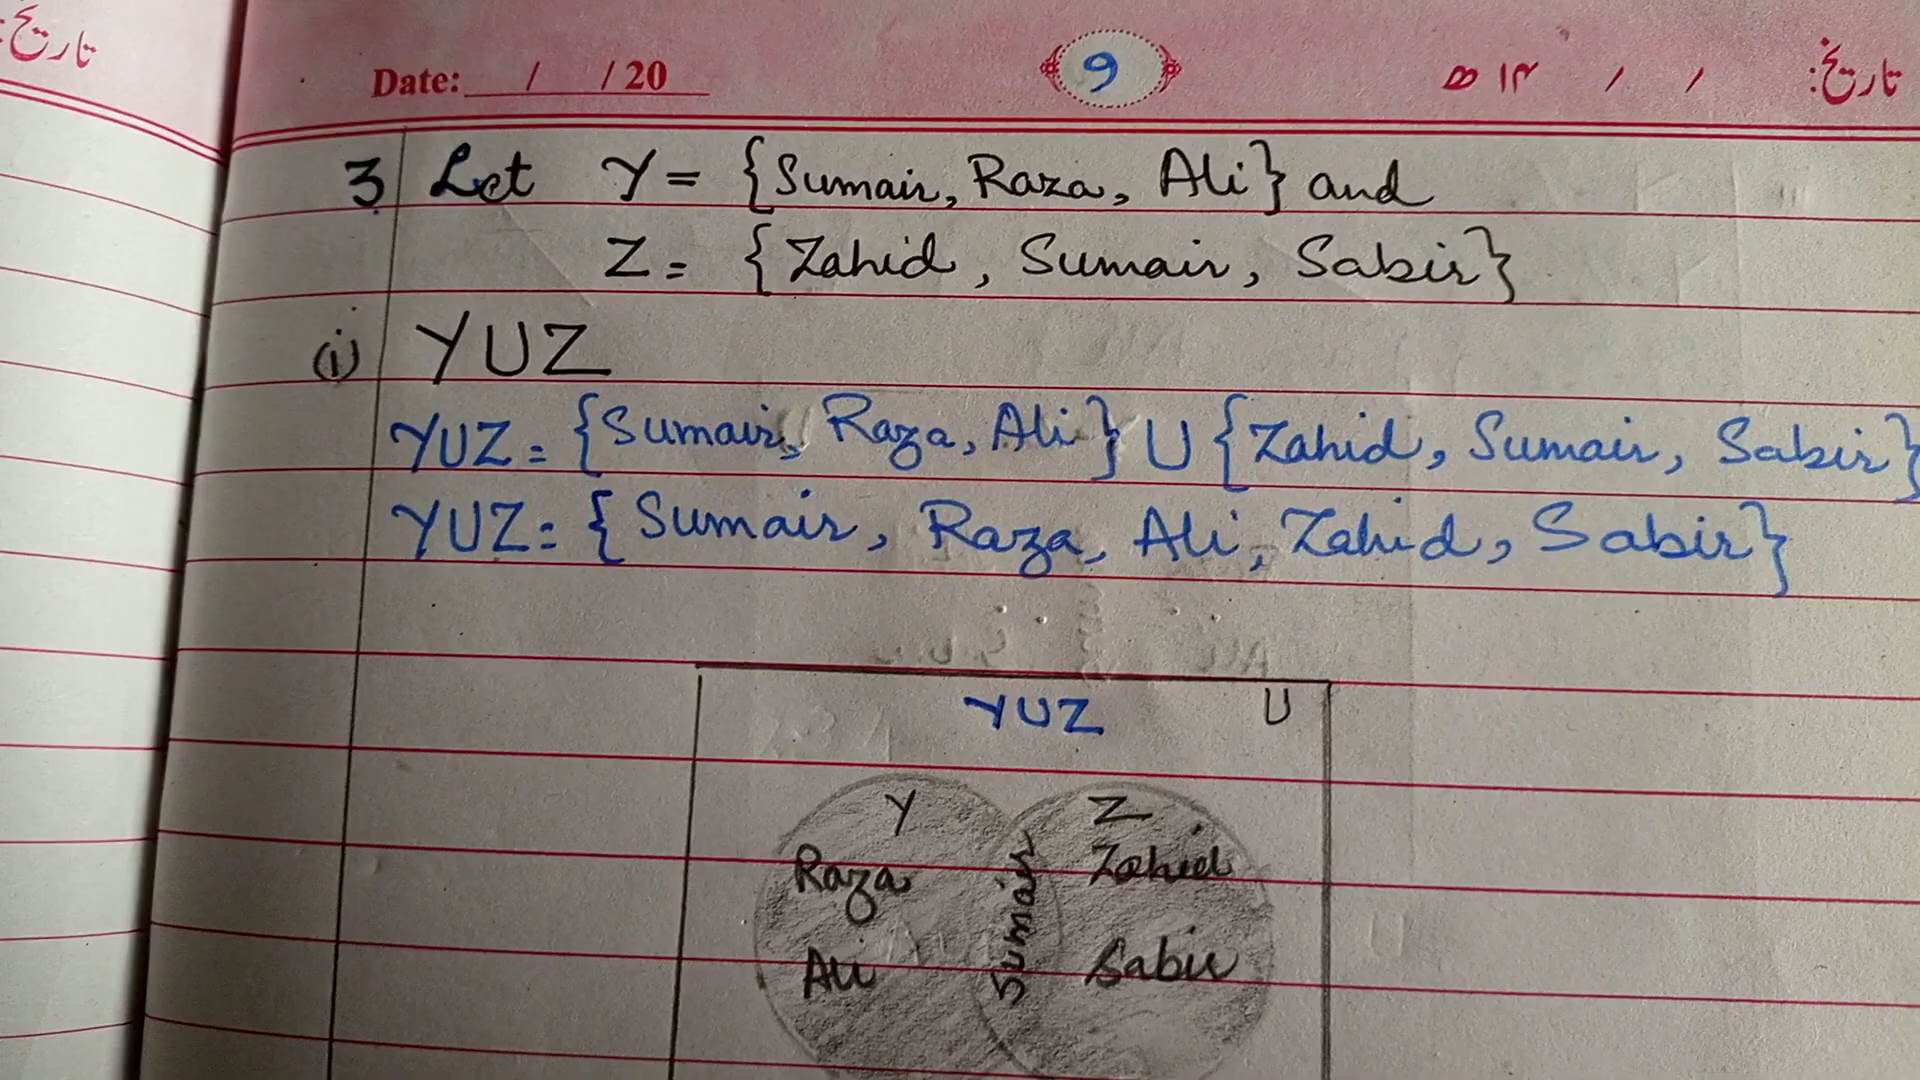 تاریخ:
Date: / / 20 9 ۱۴ / / ھ تاریخ:
3 Let Y = {Sumair, Raza, Ali} and
Z = {Zahid, Sumair, Sabir}
(i) YUZ
YUZ = {Sumair, Raza, Ali} U {Zahid, Sumair, Sabir}
YUZ = {Sumair, Raza, Ali, Zahid, Sabir}
YUZ U
Y Z
Raza Sumair Zahid
Ali Sabir